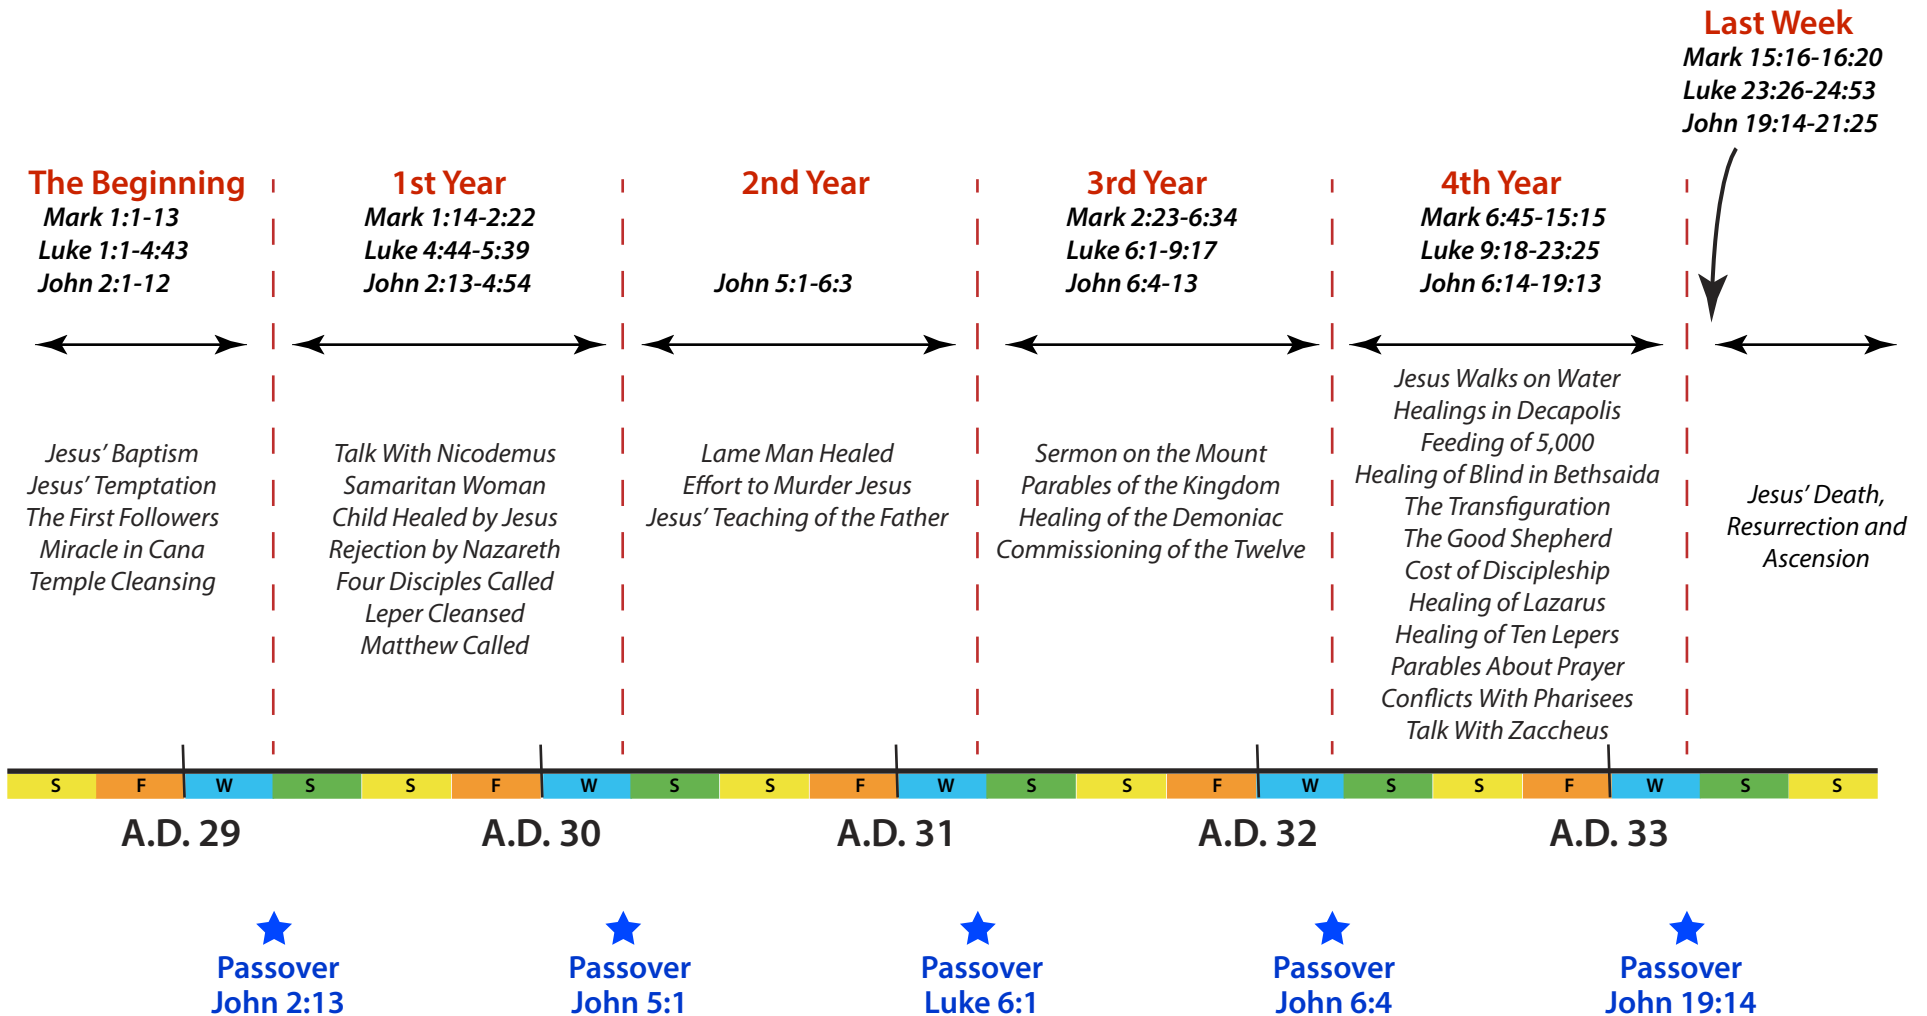 Last Week
Mark 15:16-16:20
Luke 23:26-24:53
John 19:14-21:25
The Beginning
Mark 1:1-13
Luke 1:1-4:43
John 2:1-12
1st Year
Mark 1:14-2:22
Luke 4:44-5:39
John 2:13-4:54
2nd Year
John 5:1-6:3
3rd Year
Mark 2:23-6:34
Luke 6:1-9:17
John 6:4-13
4th Year
Mark 6:45-15:15
Luke 9:18-23:25
John 6:14-19:13
Jesus’ Baptism
Jesus’ Temptation
The First Followers
Miracle in Cana
Temple Cleansing
Talk With Nicodemus
Samaritan Woman
Child Healed by Jesus
Rejection by Nazareth
Four Disciples Called
Leper Cleansed
Matthew Called
Lame Man Healed
Effort to Murder Jesus
Jesus’ Teaching of the Father
Sermon on the Mount
Parables of the Kingdom
Healing of the Demoniac
Commissioning of the Twelve
Jesus Walks on Water
Healings in Decapolis
Feeding of 5,000
Healing of Blind in Bethsaida
The Transfiguration
The Good Shepherd
Cost of Discipleship
Healing of Lazarus
Healing of Ten Lepers
Parables About Prayer
Conflicts With Pharisees
Talk With Zaccheus
Jesus’ Death,
Resurrection and
Ascension
S F W S S F W S S F W S S F W S S F W S S
A.D. 29 A.D. 30 A.D. 31 A.D. 32 A.D. 33
Passover
John 2:13
Passover
John 5:1
Passover
Luke 6:1
Passover
John 6:4
Passover
John 19:14